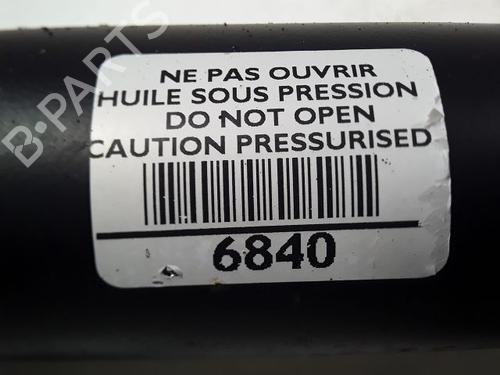 NE PAS OUVRIR
HUILE SOUS PRESSION
DO NOT OPEN
CAUTION PRESSURISED
6840
B-PARTS